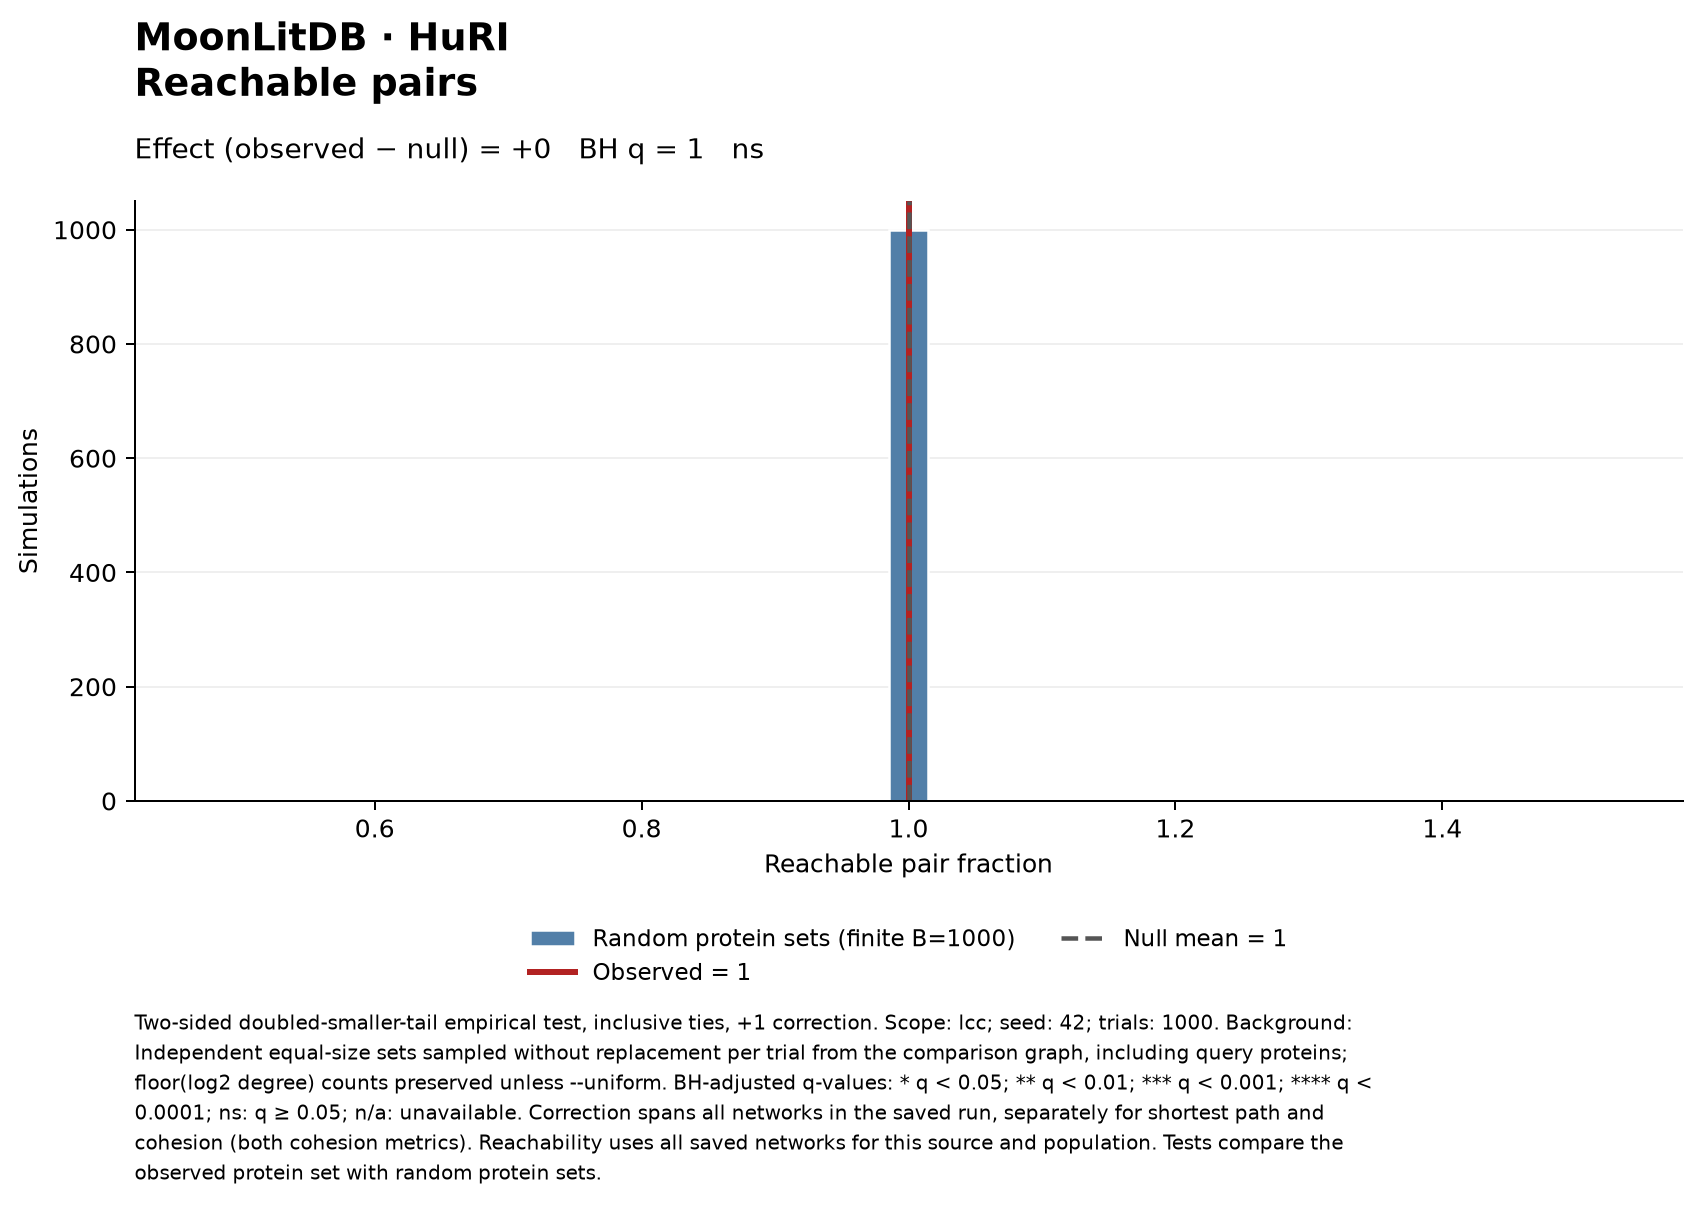 MoonLitDB · HuRI
Reachable pairs
Effect (observed − null) = +0   BH q = 1   ns
1000
800
600
400
200
0
Simulations
0.6
0.8
1.0
1.2
1.4
Reachable pair fraction
Random protein sets (finite B=1000)
Null mean = 1
Observed = 1
Two-sided doubled-smaller-tail empirical test, inclusive ties, +1 correction. Scope: lcc; seed: 42; trials: 1000. Background:
Independent equal-size sets sampled without replacement per trial from the comparison graph, including query proteins;
floor(log2 degree) counts preserved unless --uniform. BH-adjusted q-values: * q < 0.05; ** q < 0.01; *** q < 0.001; **** q <
0.0001; ns: q ≥ 0.05; n/a: unavailable. Correction spans all networks in the saved run, separately for shortest path and
cohesion (both cohesion metrics). Reachability uses all saved networks for this source and population. Tests compare the
observed protein set with random protein sets.